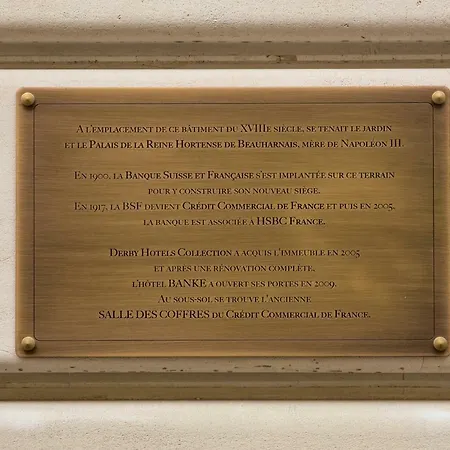 A L'EMPLACEMENT DE CE BÂTIMENT DU XVIIIE SIÈCLE, SE TENAIT LE JARDIN
ET LE PALAIS DE LA REINE HORTENSE DE BEAUHARNAIS, MÈRE DE NAPOLÉON III.
EN 1900, LA BANQUE SUISSE ET FRANÇAISE S'EST IMPLANTÉE SUR CE TERRAIN
POUR Y CONSTRUIRE SON NOUVEAU SIÈGE.
EN 1917, LA BSF DEVIENT CRÉDIT COMMERCIAL DE FRANCE ET PUIS EN 2005,
LA BANQUE EST ASSOCIÉE À HSBC FRANCE.
DERBY HOTELS COLLECTION A ACQUIS L'IMMEUBLE EN 2005
ET APRÈS UNE RÉNOVATION COMPLÈTE,
L'HÔTEL BANKE A OUVERT SES PORTES EN 2009.
AU SOUS-SOL SE TROUVE L'ANCIENNE
SALLE DES COFFRES DU CRÉDIT COMMERCIAL DE FRANCE.